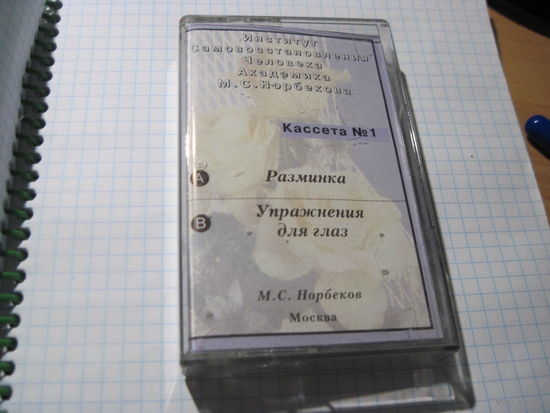 Институт
Самовосстановления
Человека
Академика
М.С.Норбекова
Кассета №1
A Разминка
B Упражнения
для глаз
М.С. Норбеков
Москва